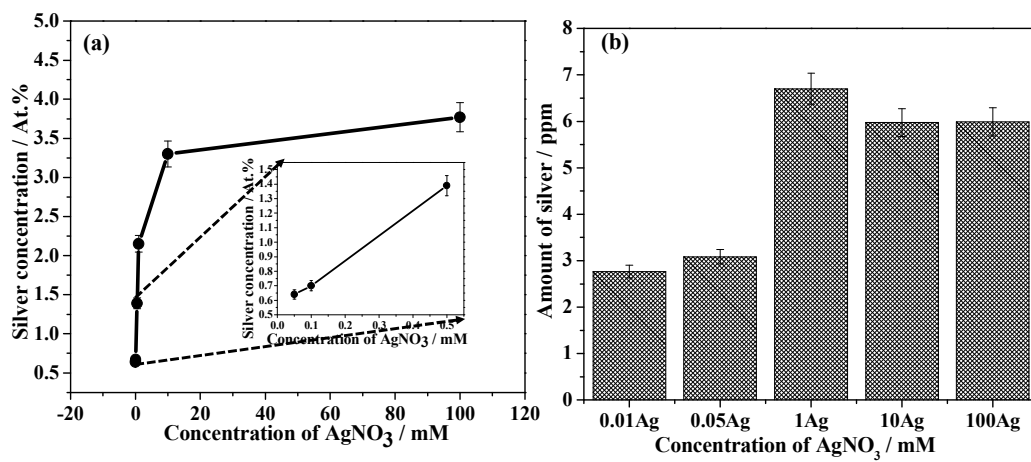 (a)
Silver concentration / At.%
5.0
4.5
4.0
3.5
3.0
2.5
2.0
1.5
1.0
0.5
-20 0 20 40 60 80 100 120
Concentration of AgNO3 / mM
Silver concentration / At.%
1.5
1.4
1.3
1.2
1.1
1.0
0.9
0.8
0.7
0.6
0.5
0.0 0.1 0.2 0.3 0.4 0.5
Concentration of AgNO3 / mM
(b)
Amount of silver / ppm
8
7
6
5
4
3
2
1
0
0.01Ag 0.05Ag 1Ag 10Ag 100Ag
Concentration of AgNO3 / mM